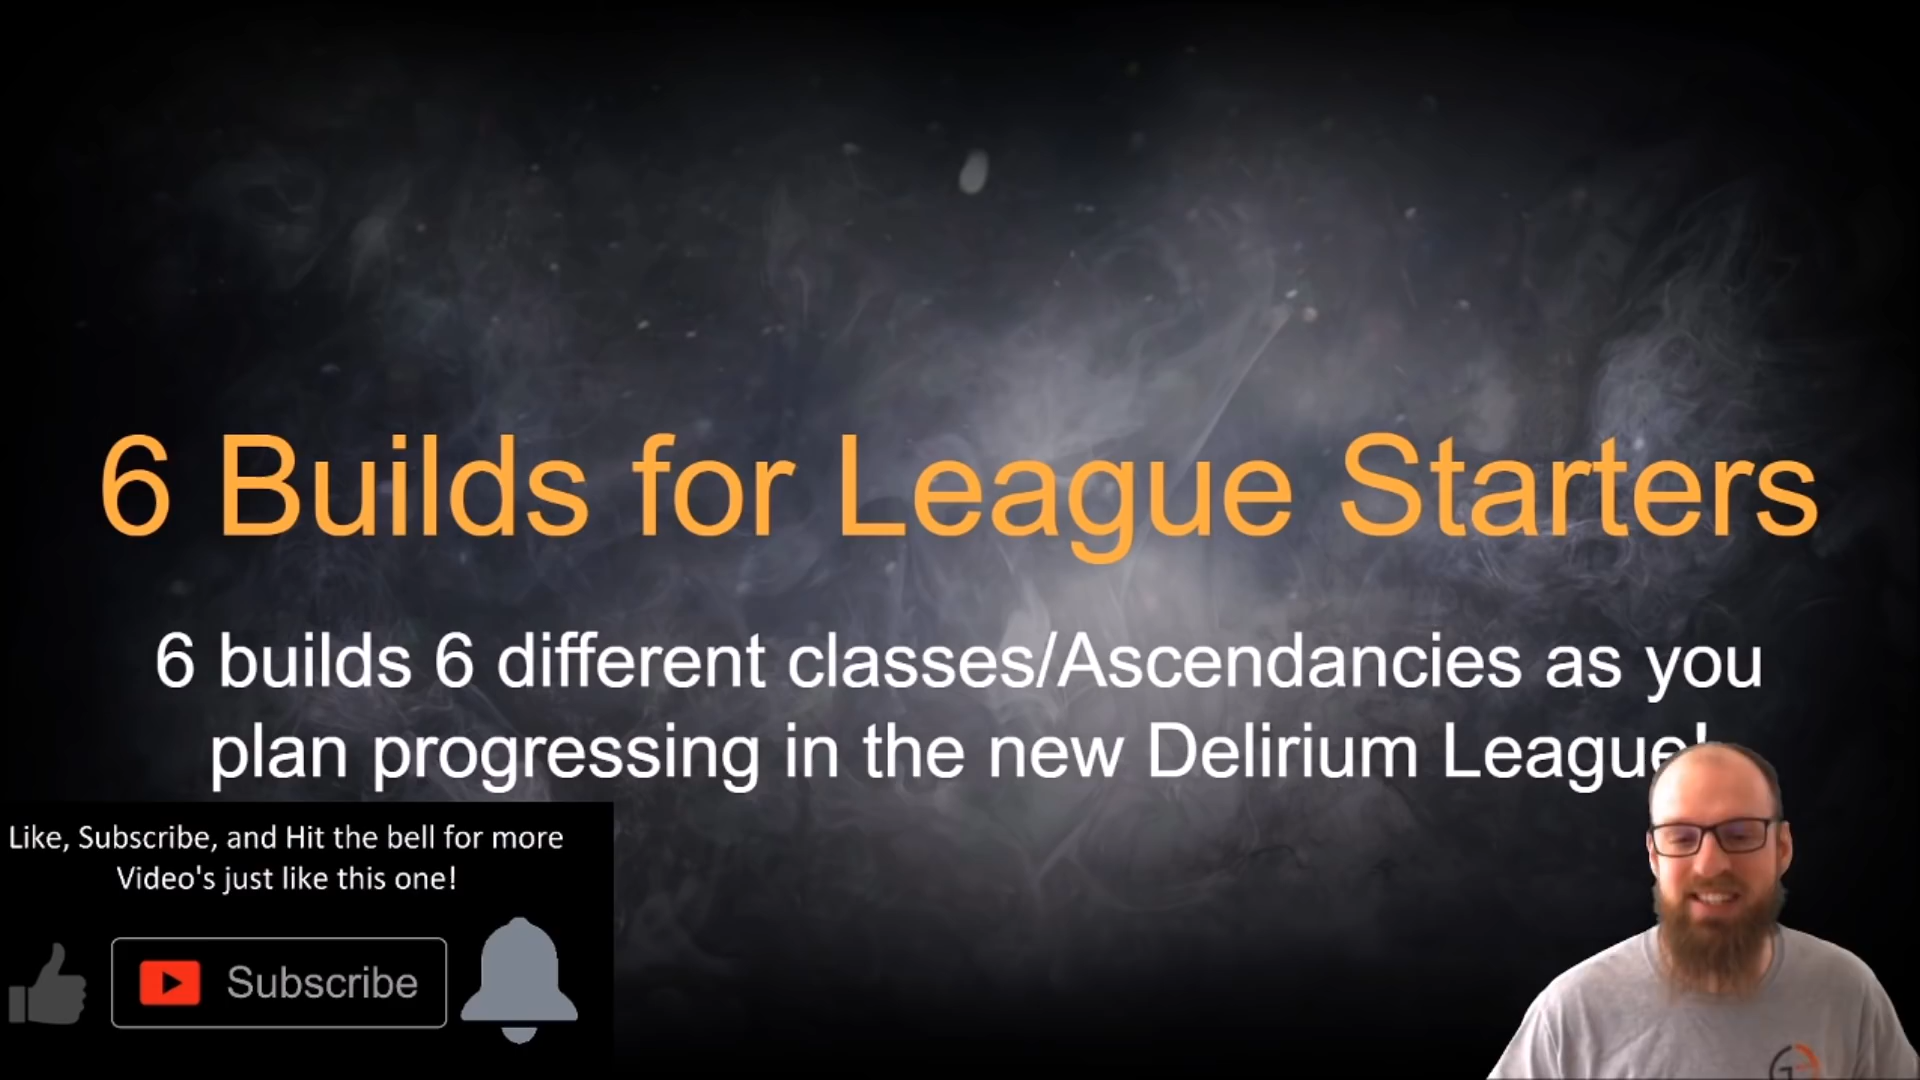 6 Builds for League Starters
6 builds 6 different classes/Ascendancies as you
plan progressing in the new Delirium League!
Like, Subscribe, and Hit the bell for more
Video's just like this one!
Subscribe